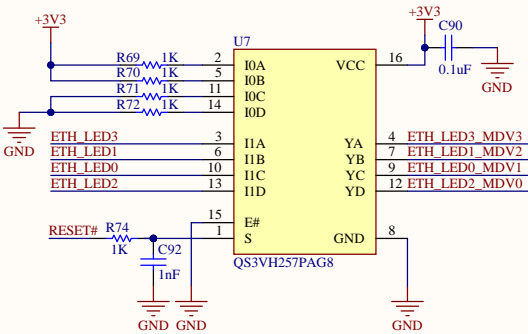 +3V3
+3V3
C90
0.1uF
GND
U7
R69 1K 2 I0A VCC 16
R70 1K 5 I0B
R71 1K 11 I0C
R72 1K 14 I0D
GND
ETH_LED3 3 I1A YA 4 ETH_LED3_MDV3
ETH_LED1 6 I1B YB 7 ETH_LED1_MDV2
ETH_LED0 10 I1C YC 9 ETH_LED0_MDV1
ETH_LED2 13 I1D YD 12 ETH_LED2_MDV0
15 E#
RESET# R74 1K 1 S GND 8
QS3VH257PAG8
C92
1nF
GND GND GND